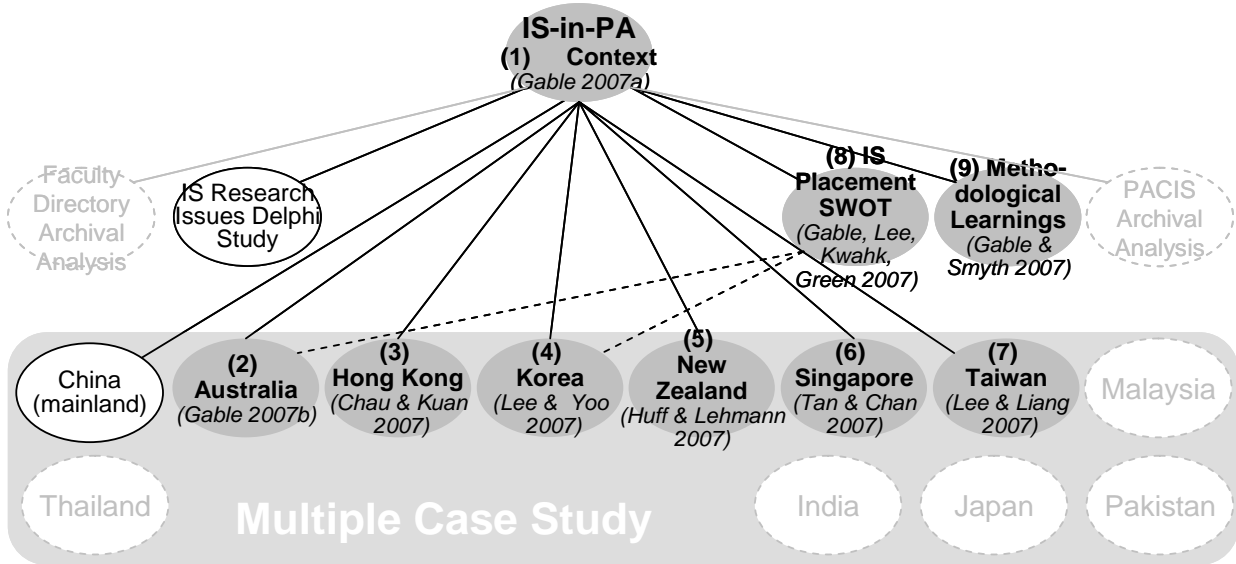 IS-in-PA
(1) Context
(Gable 2007a)
Faculty
Directory
Archival
Analysis
IS Research
Issues Delphi
Study
(8) IS
Placement
SWOT
(Gable, Lee,
Kwahk,
Green 2007)
(9) Metho-
dological
Learnings
(Gable &
Smyth 2007)
PACIS
Archival
Analysis
China
(mainland)
(2)
Australia
(Gable 2007b)
(3)
Hong Kong
(Chau & Kuan
2007)
(4)
Korea
(Lee & Yoo
2007)
(5)
New
Zealand
(Huff & Lehmann
2007)
(6)
Singapore
(Tan & Chan
2007)
(7)
Taiwan
(Lee & Liang
2007)
Malaysia
Thailand
Multiple Case Study
India
Japan
Pakistan